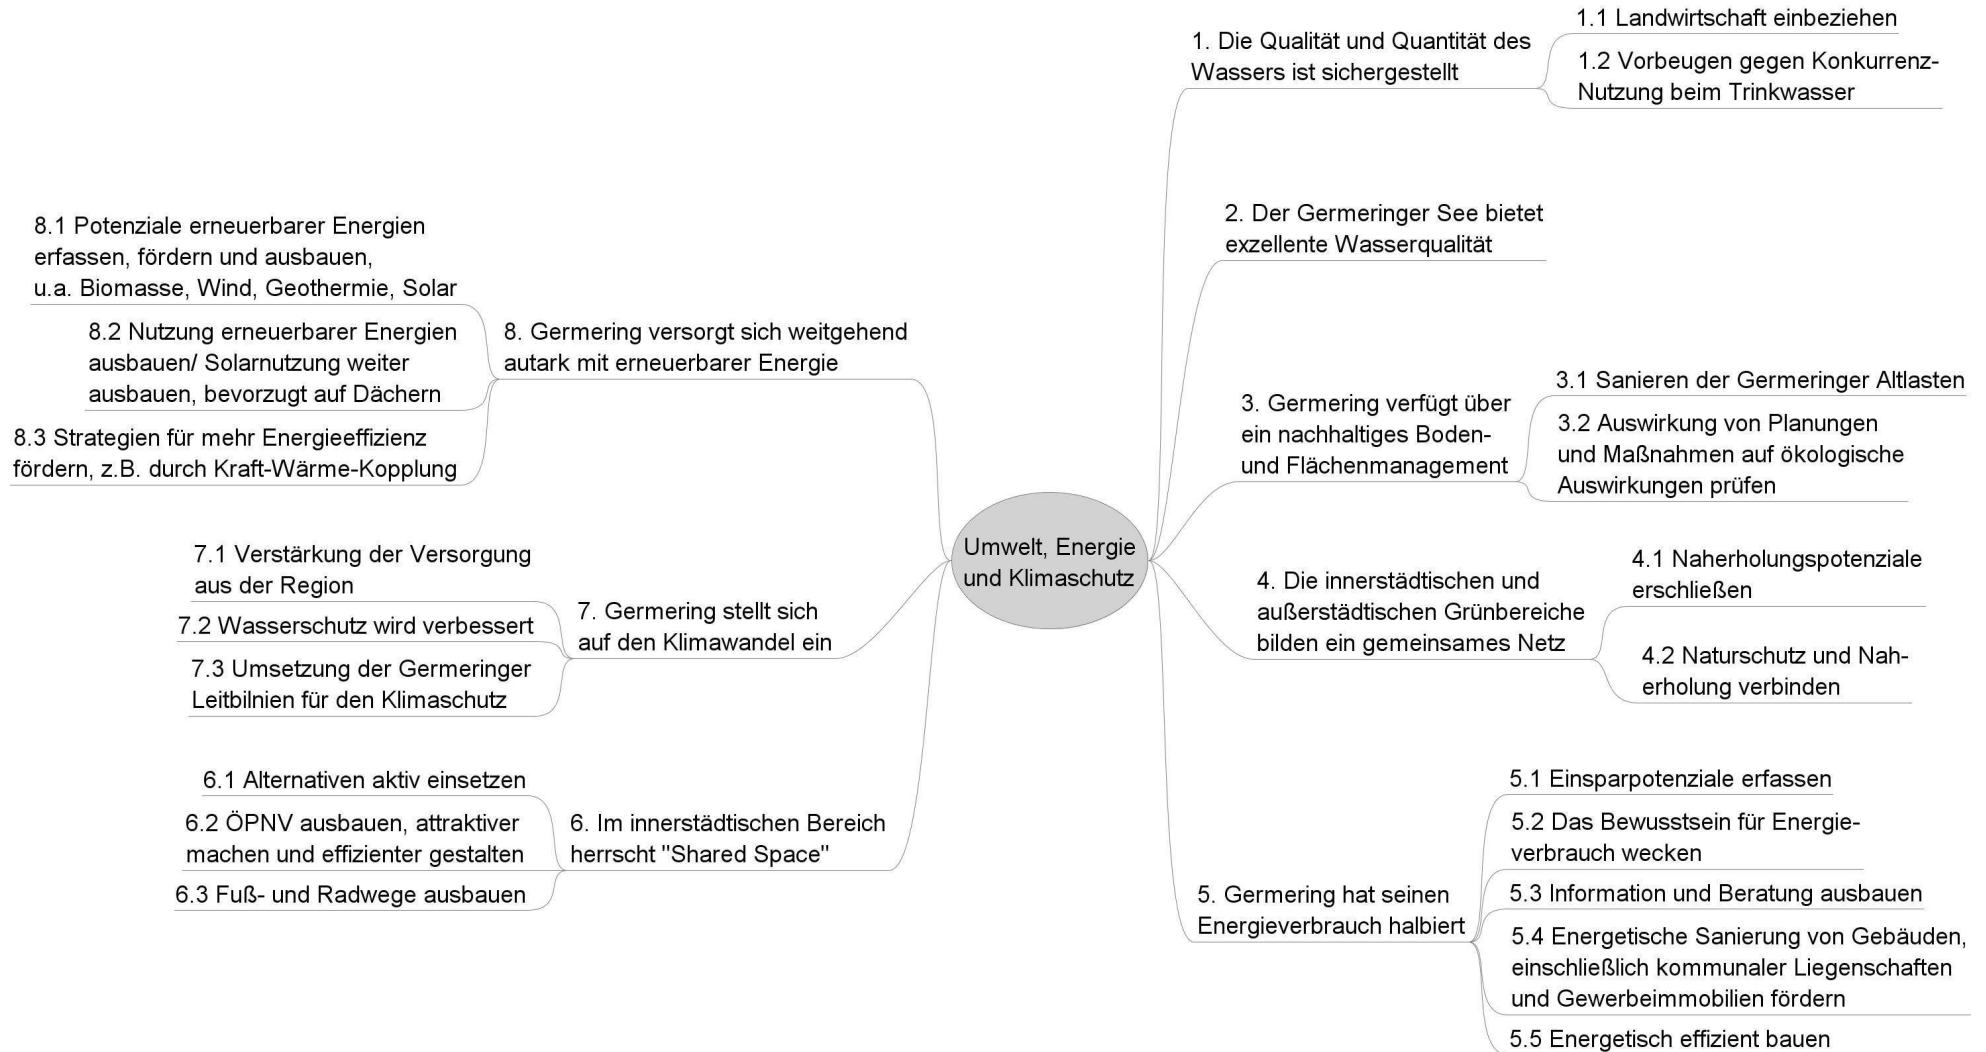 Umwelt, Energie
und Klimaschutz
1. Die Qualität und Quantität des
Wassers ist sichergestellt
1.1 Landwirtschaft einbeziehen
1.2 Vorbeugen gegen Konkurrenz-
Nutzung beim Trinkwasser
2. Der Germeringer See bietet
exzellente Wasserqualität
3. Germering verfügt über
ein nachhaltiges Boden-
und Flächenmanagement
3.1 Sanieren der Germeringer Altlasten
3.2 Auswirkung von Planungen
und Maßnahmen auf ökologische
Auswirkungen prüfen
4. Die innerstädtischen und
außerstädtischen Grünbereiche
bilden ein gemeinsames Netz
4.1 Naherholungspotenziale
erschließen
4.2 Naturschutz und Nah-
erholung verbinden
5. Germering hat seinen
Energieverbrauch halbiert
5.1 Einsparpotenziale erfassen
5.2 Das Bewusstsein für Energie-
verbrauch wecken
5.3 Information und Beratung ausbauen
5.4 Energetische Sanierung von Gebäuden,
einschließlich kommunaler Liegenschaften
und Gewerbeimmobilien fördern
5.5 Energetisch effizient bauen
6. Im innerstädtischen Bereich
herrscht "Shared Space"
6.1 Alternativen aktiv einsetzen
6.2 ÖPNV ausbauen, attraktiver
machen und effizienter gestalten
6.3 Fuß- und Radwege ausbauen
7. Germering stellt sich
auf den Klimawandel ein
7.1 Verstärkung der Versorgung
aus der Region
7.2 Wasserschutz wird verbessert
7.3 Umsetzung der Germeringer
Leitbilnien für den Klimaschutz
8. Germering versorgt sich weitgehend
autark mit erneuerbarer Energie
8.1 Potenziale erneuerbarer Energien
erfassen, fördern und ausbauen,
u.a. Biomasse, Wind, Geothermie, Solar
8.2 Nutzung erneuerbarer Energien
ausbauen/ Solarnutzung weiter
ausbauen, bevorzugt auf Dächern
8.3 Strategien für mehr Energieeffizienz
fördern, z.B. durch Kraft-Wärme-Kopplung